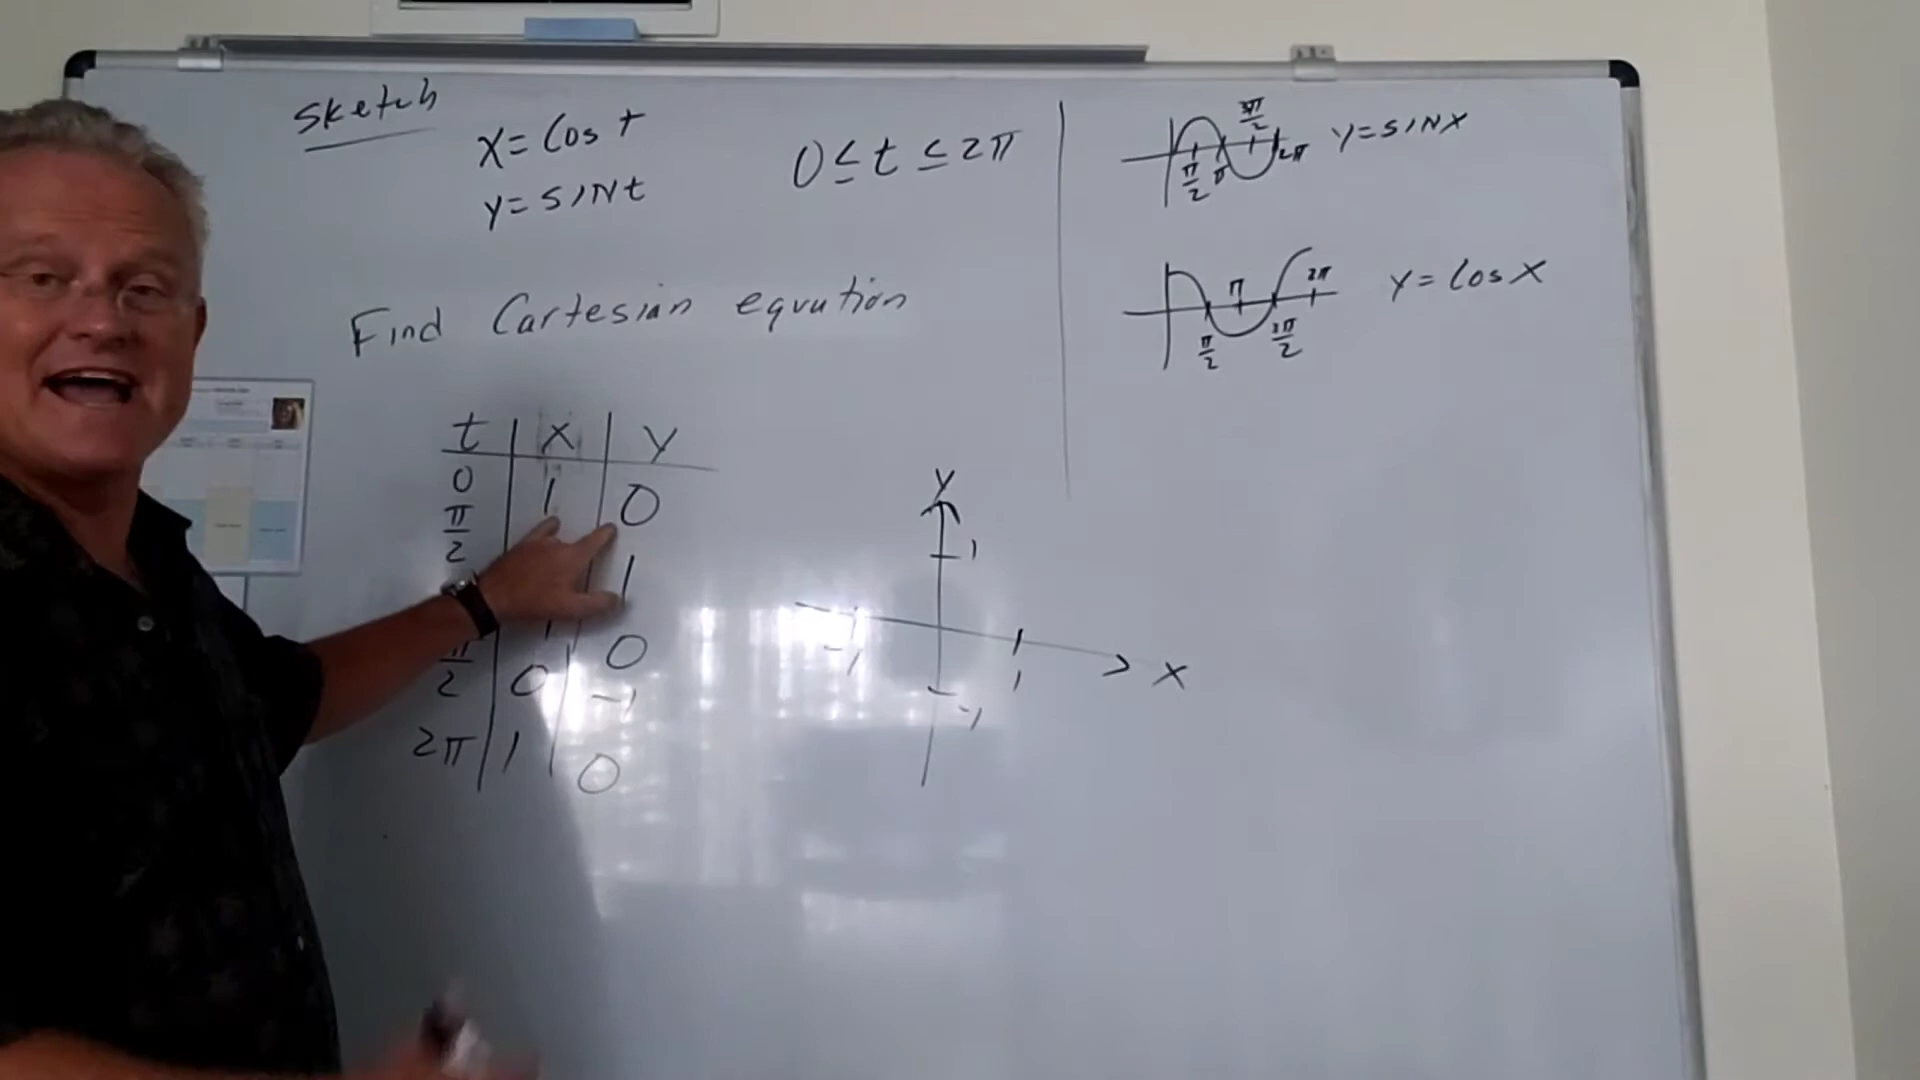 sketch
x = cos t
y = sin t
0 ≤ t ≤ 2π
Find Cartesian equation
t | x | y
0 | 1 | 0
π/2 | 1
0
π/2 | 0 | -1
2π | 1 | 0
y
1
-1
1
x
-1
3π/2
y = sin x
π/2 π 2π
π 2π
y = cos x
π/2 3π/2